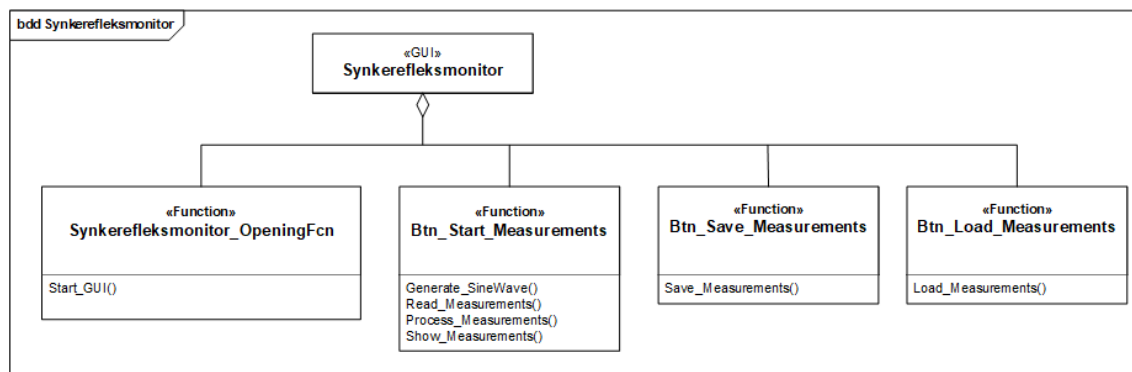 bdd Synkerefleksmonitor
«GUI»
Synkerefleksmonitor
«Function»
Synkerefleksmonitor_OpeningFcn
Start_GUI()
«Function»
Btn_Start_Measurements
Generate_SineWave()
Read_Measurements()
Process_Measurements()
Show_Measurements()
«Function»
Btn_Save_Measurements
Save_Measurements()
«Function»
Btn_Load_Measurements
Load_Measurements()